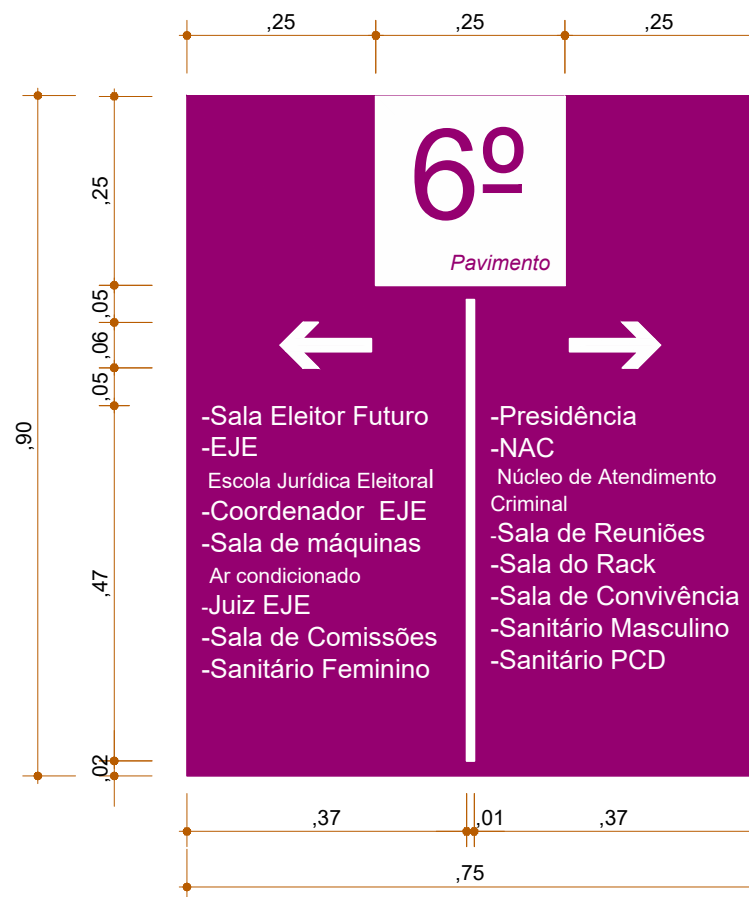 ,25
,25
,25
,90
,25
,05
,06
,05
,47
,02
6º
Pavimento
-Sala Eleitor Futuro
-EJE
Escola Jurídica Eleitoral
-Coordenador EJE
-Sala de máquinas
Ar condicionado
-Juiz EJE
-Sala de Comissões
-Sanitário Feminino
-Presidência
-NAC
Núcleo de Atendimento
Criminal
-Sala de Reuniões
-Sala do Rack
-Sala de Convivência
-Sanitário Masculino
-Sanitário PCD
,37
,01
,37
,75